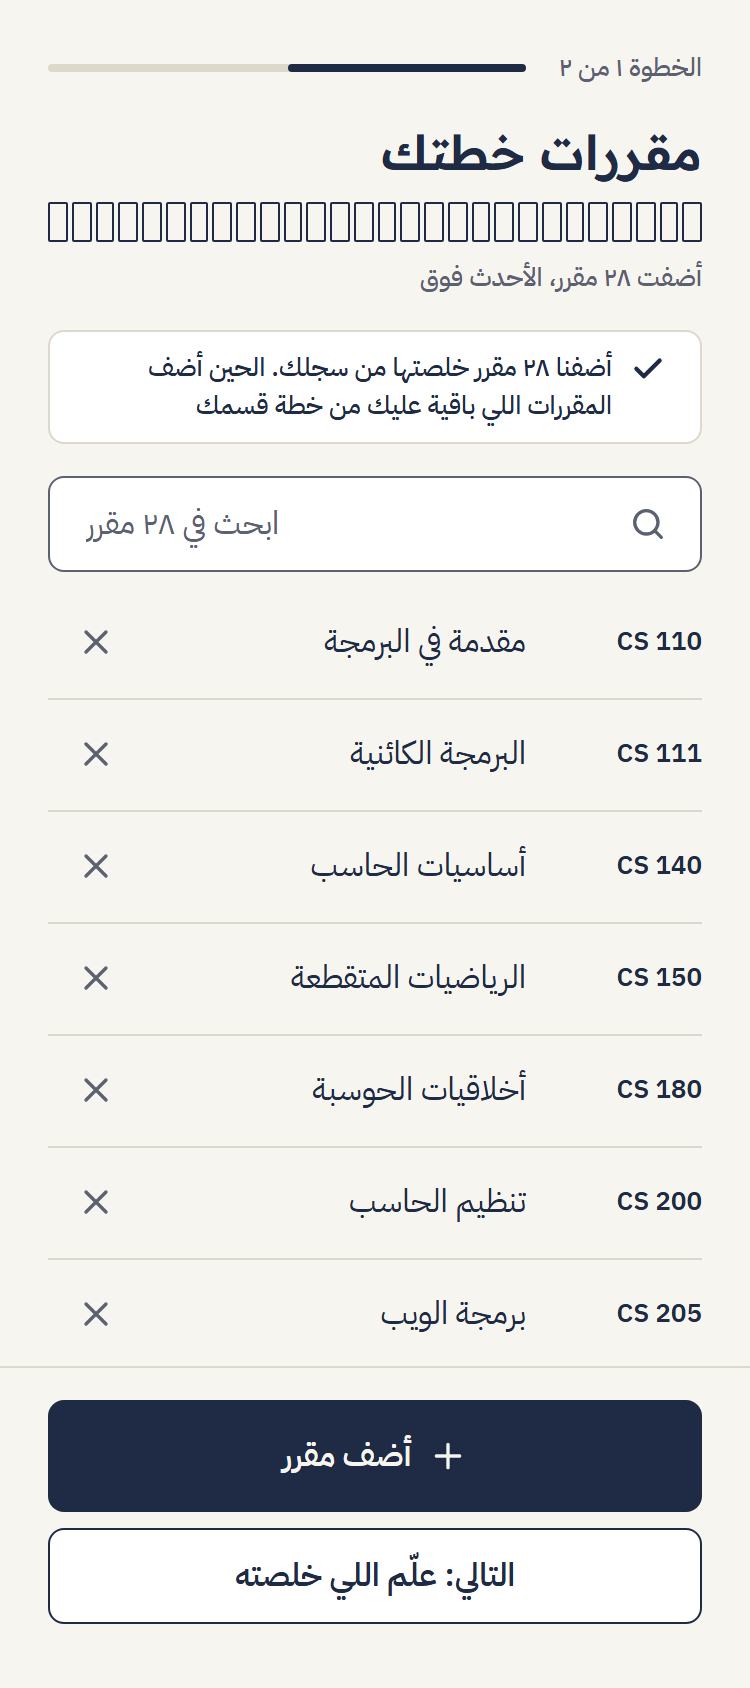 الخطوة ١ من ٢
مقررات خطتك
أضفت ٢٨ مقرر، الأحدث فوق
أضفنا ٢٨ مقرر خلصتها من سجلك. الحين أضف
المقررات اللي باقية عليك من خطة قسمك
ابحث في ٢٨ مقرر
CS 110 مقدمة في البرمجة
CS 111 البرمجة الكائنية
CS 140 أساسيات الحاسب
CS 150 الرياضيات المتقطعة
CS 180 أخلاقيات الحوسبة
CS 200 تنظيم الحاسب
CS 205 برمجة الويب
أضف مقرر
التالي: علّم اللي خلصته